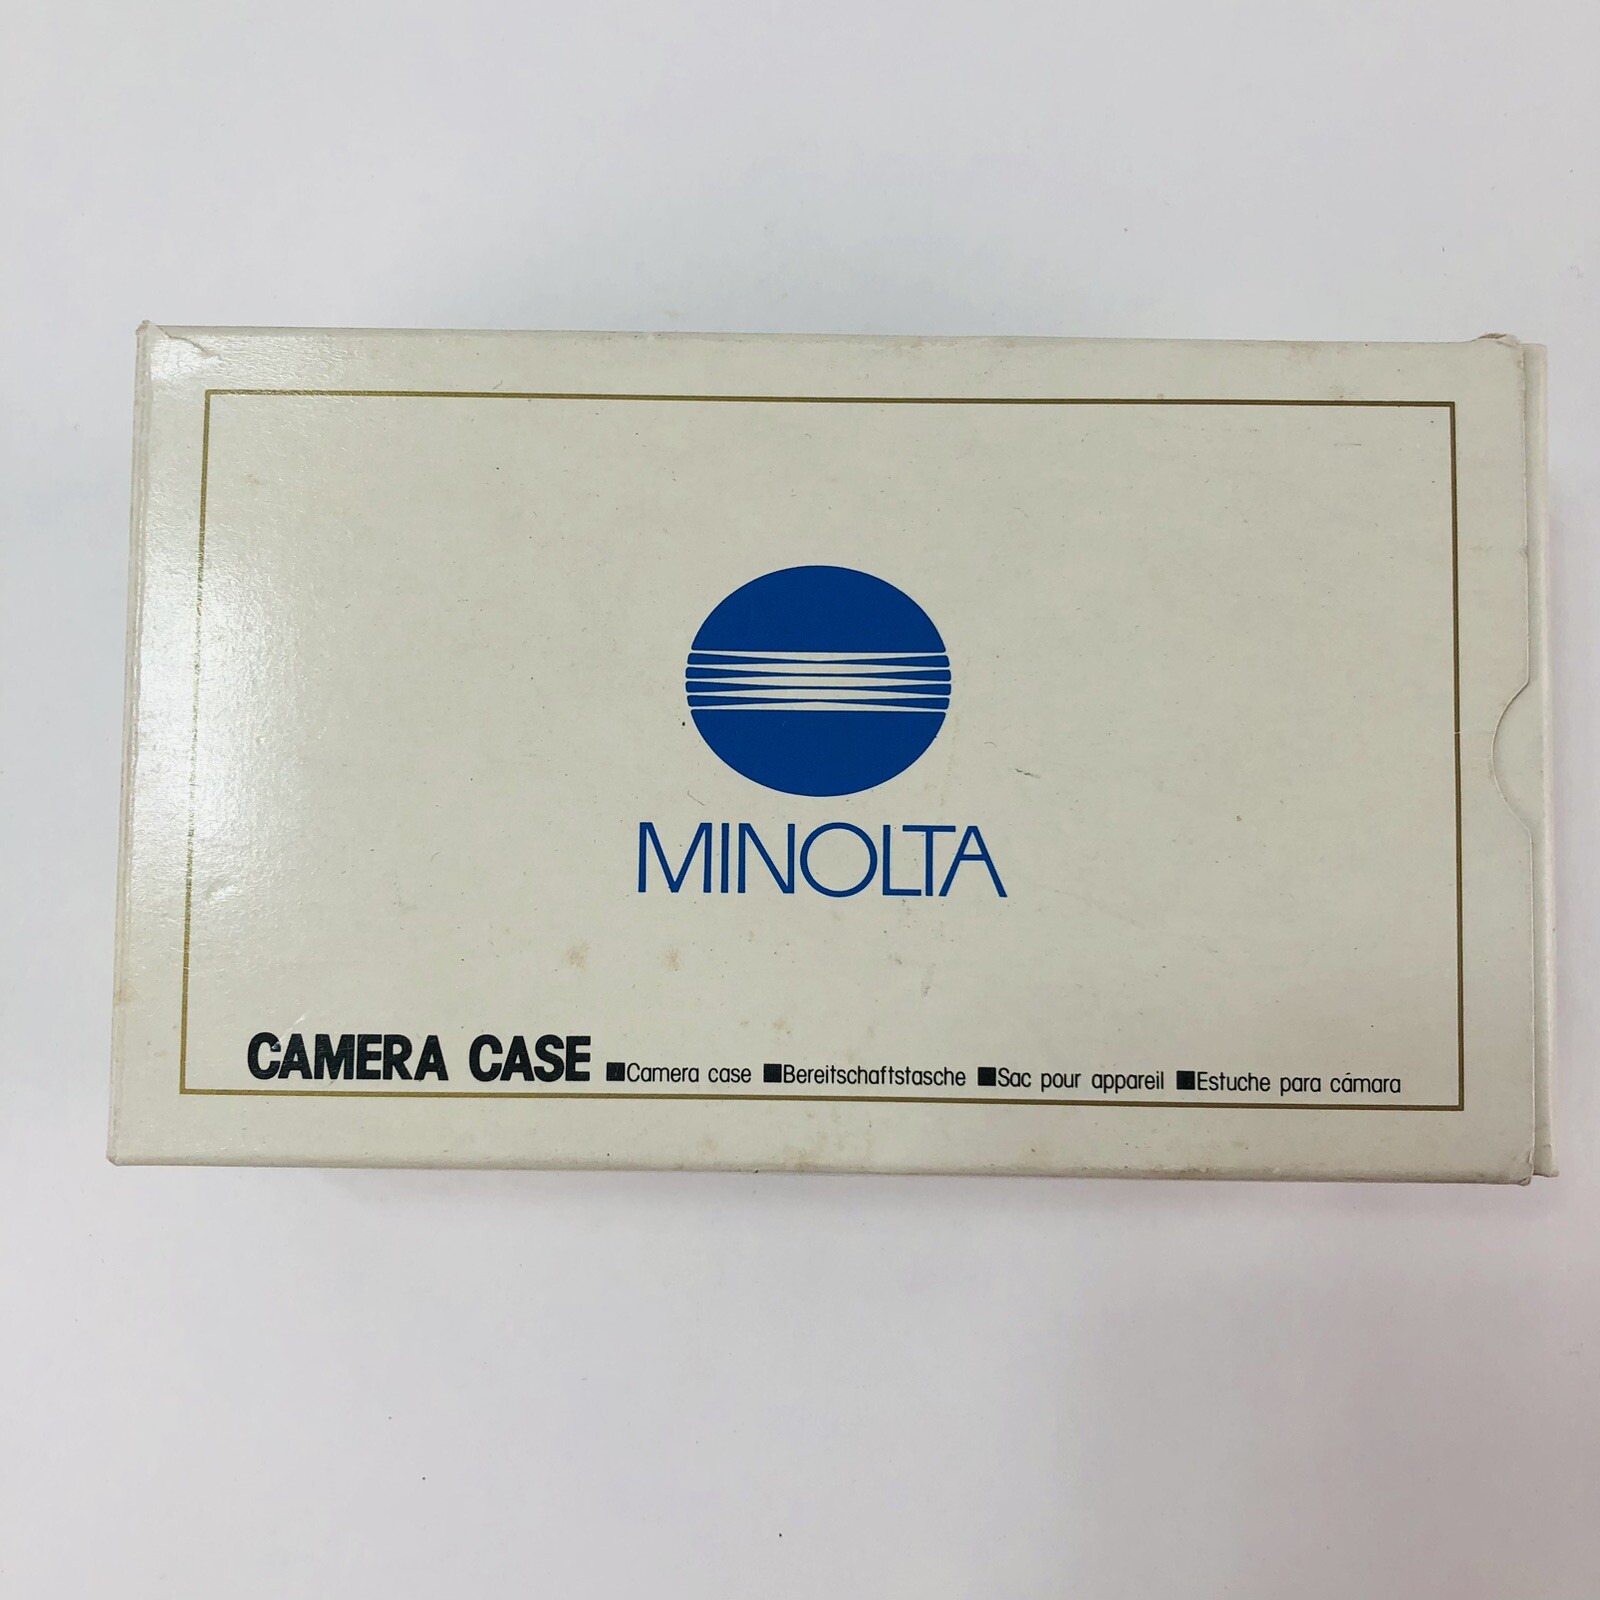 MINOLTA
CAMERA CASE ■Camera case ■Bereitschaftstasche ■Sac pour appareil ■Estuche para cámara